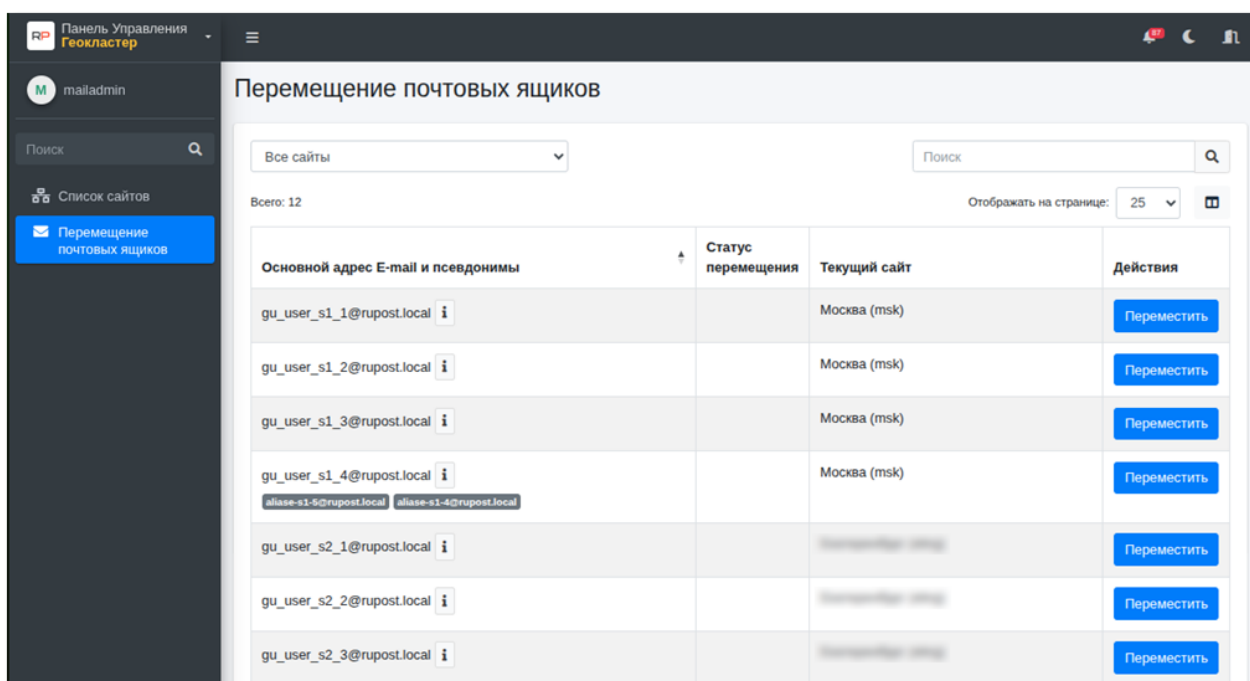 RP Панель Управления
Геокластер
87
M mailadmin
Перемещение почтовых ящиков
Поиск
Список сайтов
Перемещение
почтовых ящиков
Все сайты
Поиск
Всего: 12
Отображать на странице: 25
Основной адрес E-mail и псевдонимы
Статус
перемещения
Текущий сайт
Действия
gu_user_s1_1@rupost.local i Москва (msk) Переместить
gu_user_s1_2@rupost.local i Москва (msk) Переместить
gu_user_s1_3@rupost.local i Москва (msk) Переместить
gu_user_s1_4@rupost.local i Москва (msk) Переместить
aliase-s1-5@rupost.local aliase-s1-4@rupost.local
gu_user_s2_1@rupost.local i Переместить
gu_user_s2_2@rupost.local i Переместить
gu_user_s2_3@rupost.local i Переместить